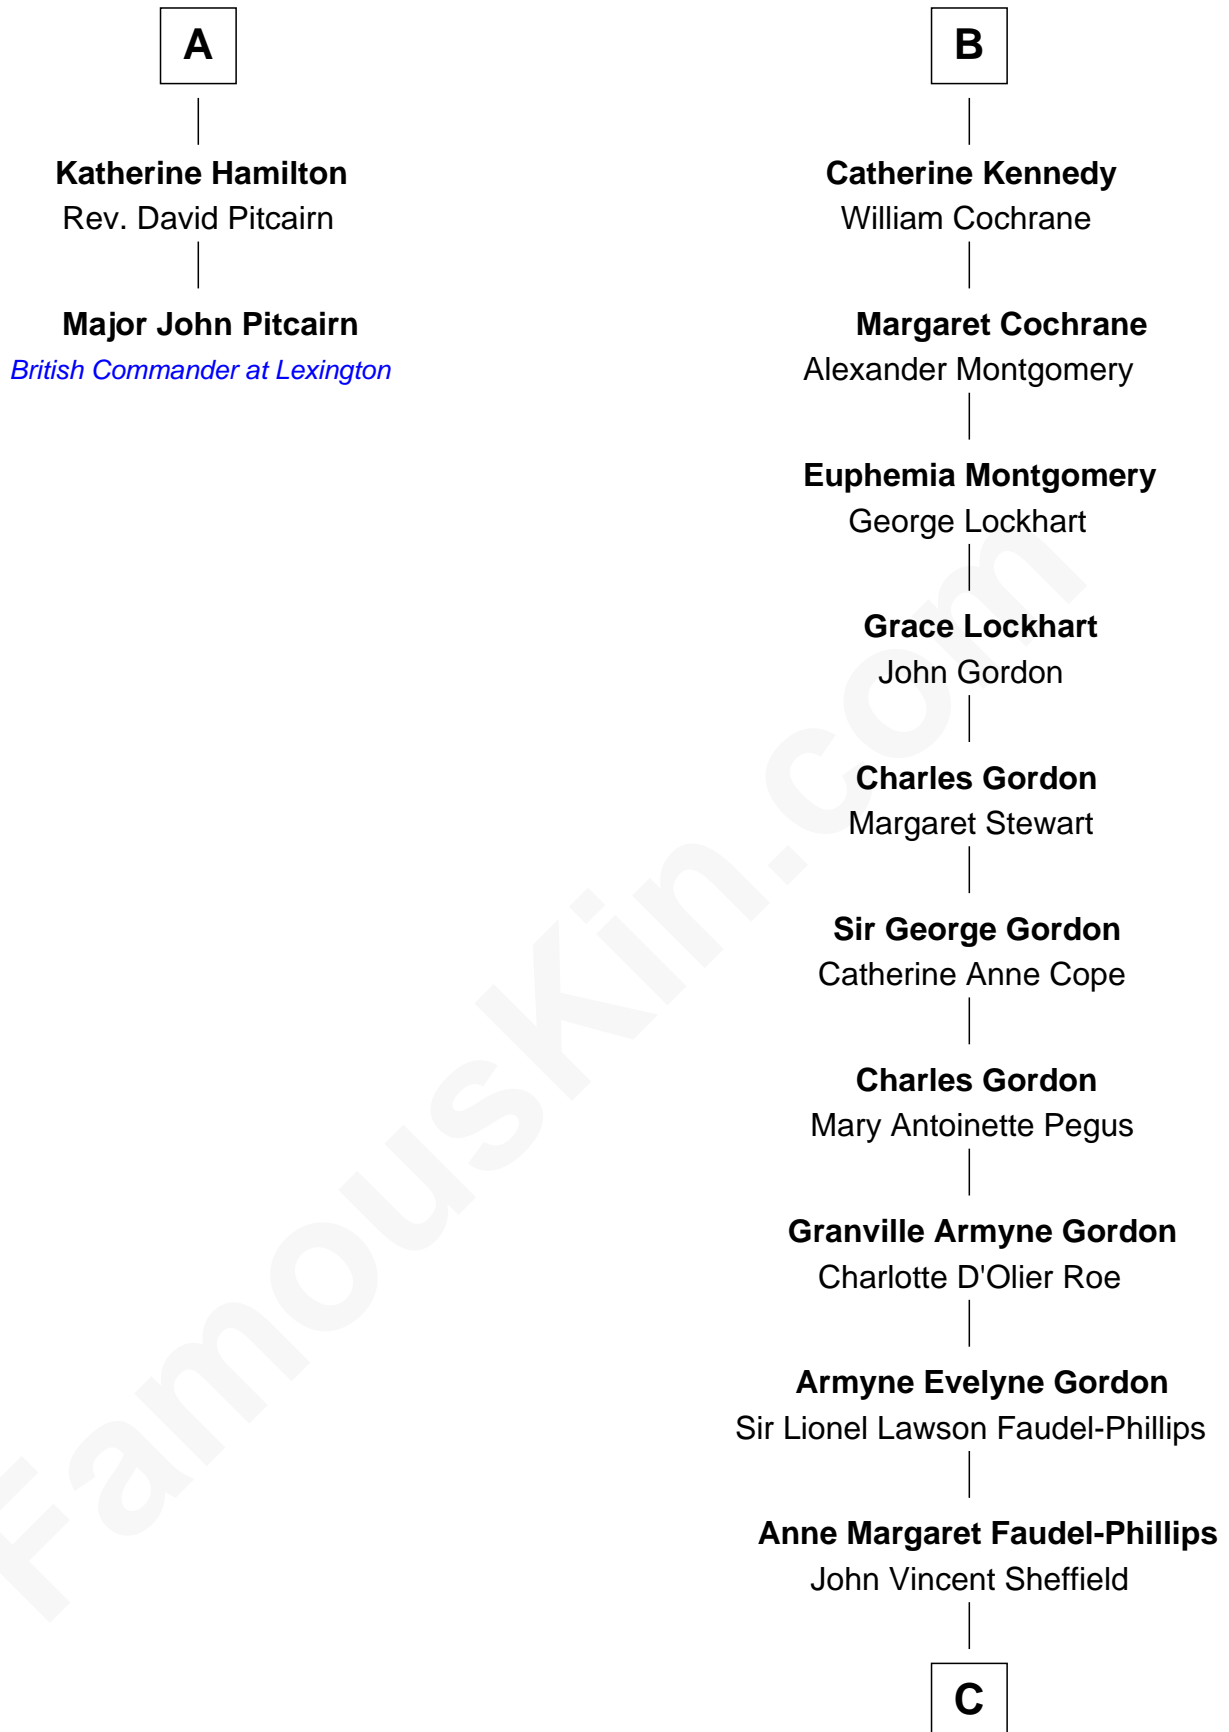 A
Katherine Hamilton
Rev. David Pitcairn
Major John Pitcairn
British Commander at Lexington
B
Catherine Kennedy
William Cochrane
Margaret Cochrane
Alexander Montgomery
Euphemia Montgomery
George Lockhart
Grace Lockhart
John Gordon
Charles Gordon
Margaret Stewart
Sir George Gordon
Catherine Anne Cope
Charles Gordon
Mary Antoinette Pegus
Granville Armyne Gordon
Charlotte D'Olier Roe
Armyne Evelyne Gordon
Sir Lionel Lawson Faudel-Phillips
Anne Margaret Faudel-Phillips
John Vincent Sheffield
C
FamousKin.com